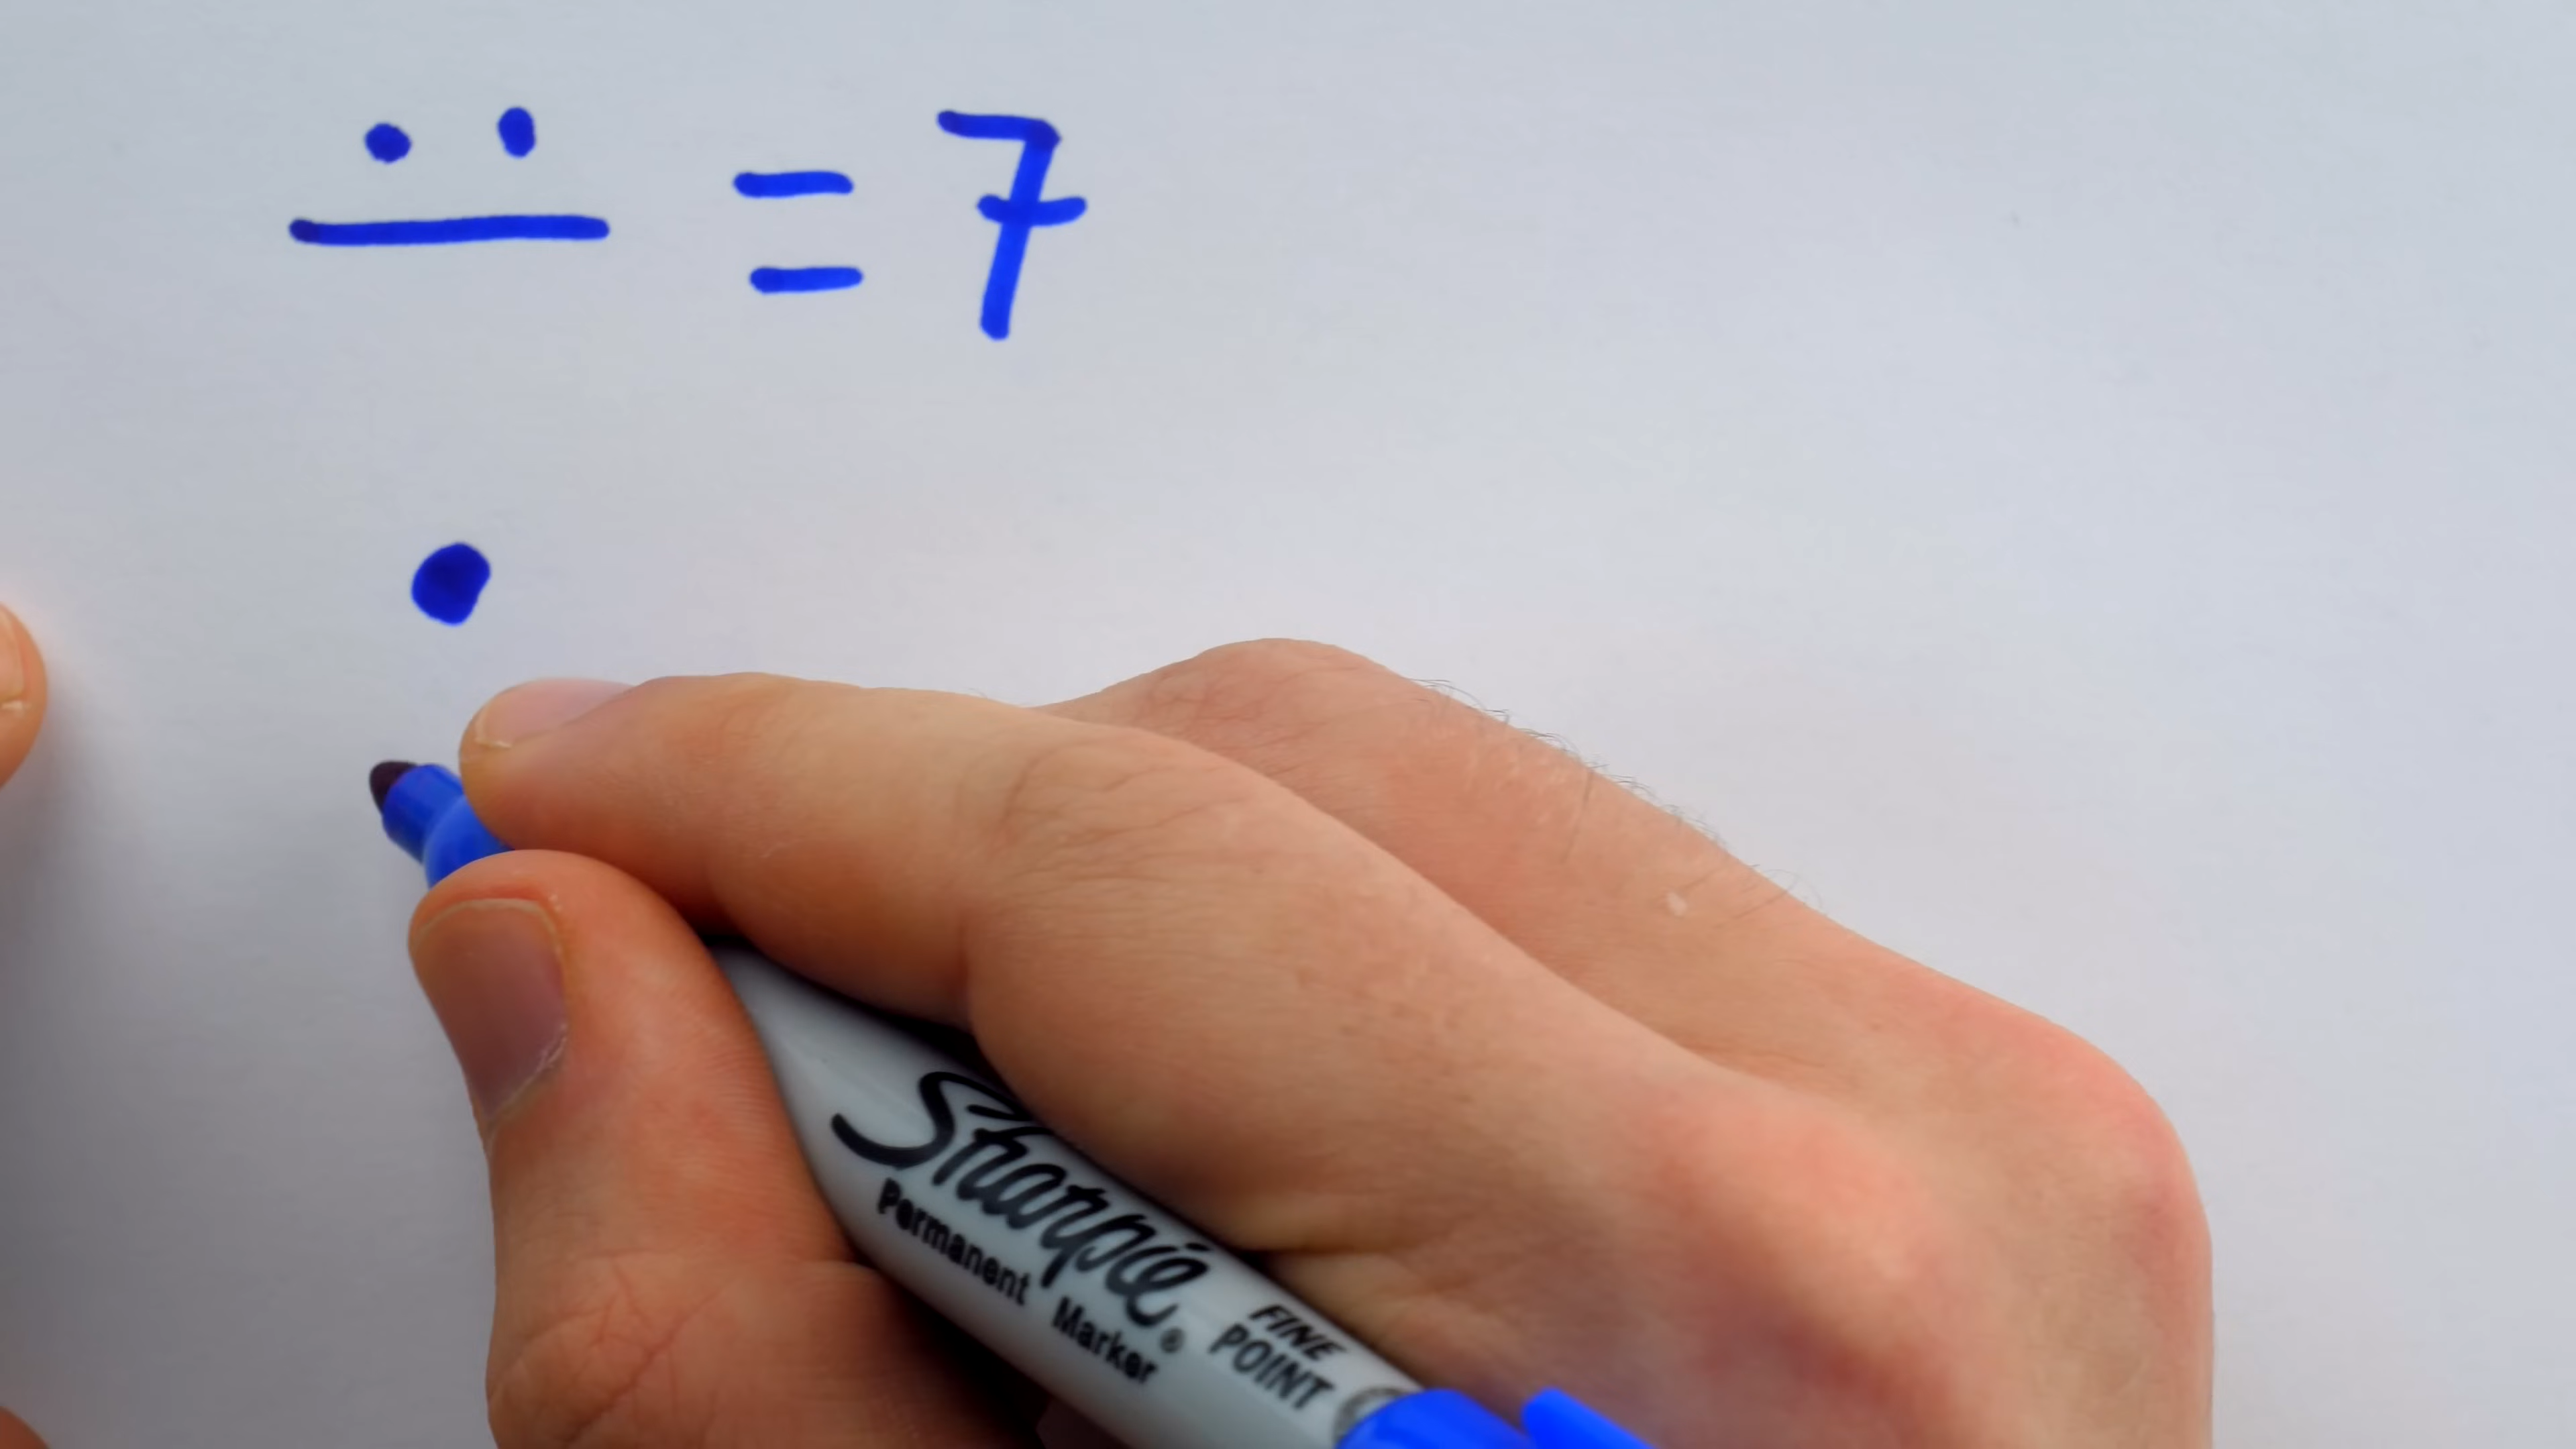 𝋧 = 7
•
Sharpie®
Permanent Marker
FINE
POINT